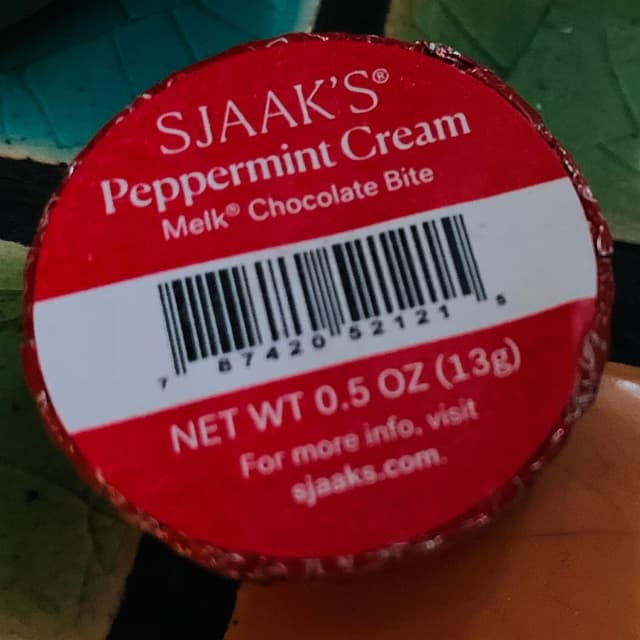 SJAAK'S®
Peppermint Cream
Melk® Chocolate Bite
7 87420 52121 5
NET WT 0.5 OZ (13g)
For more info, visit
sjaaks.com.